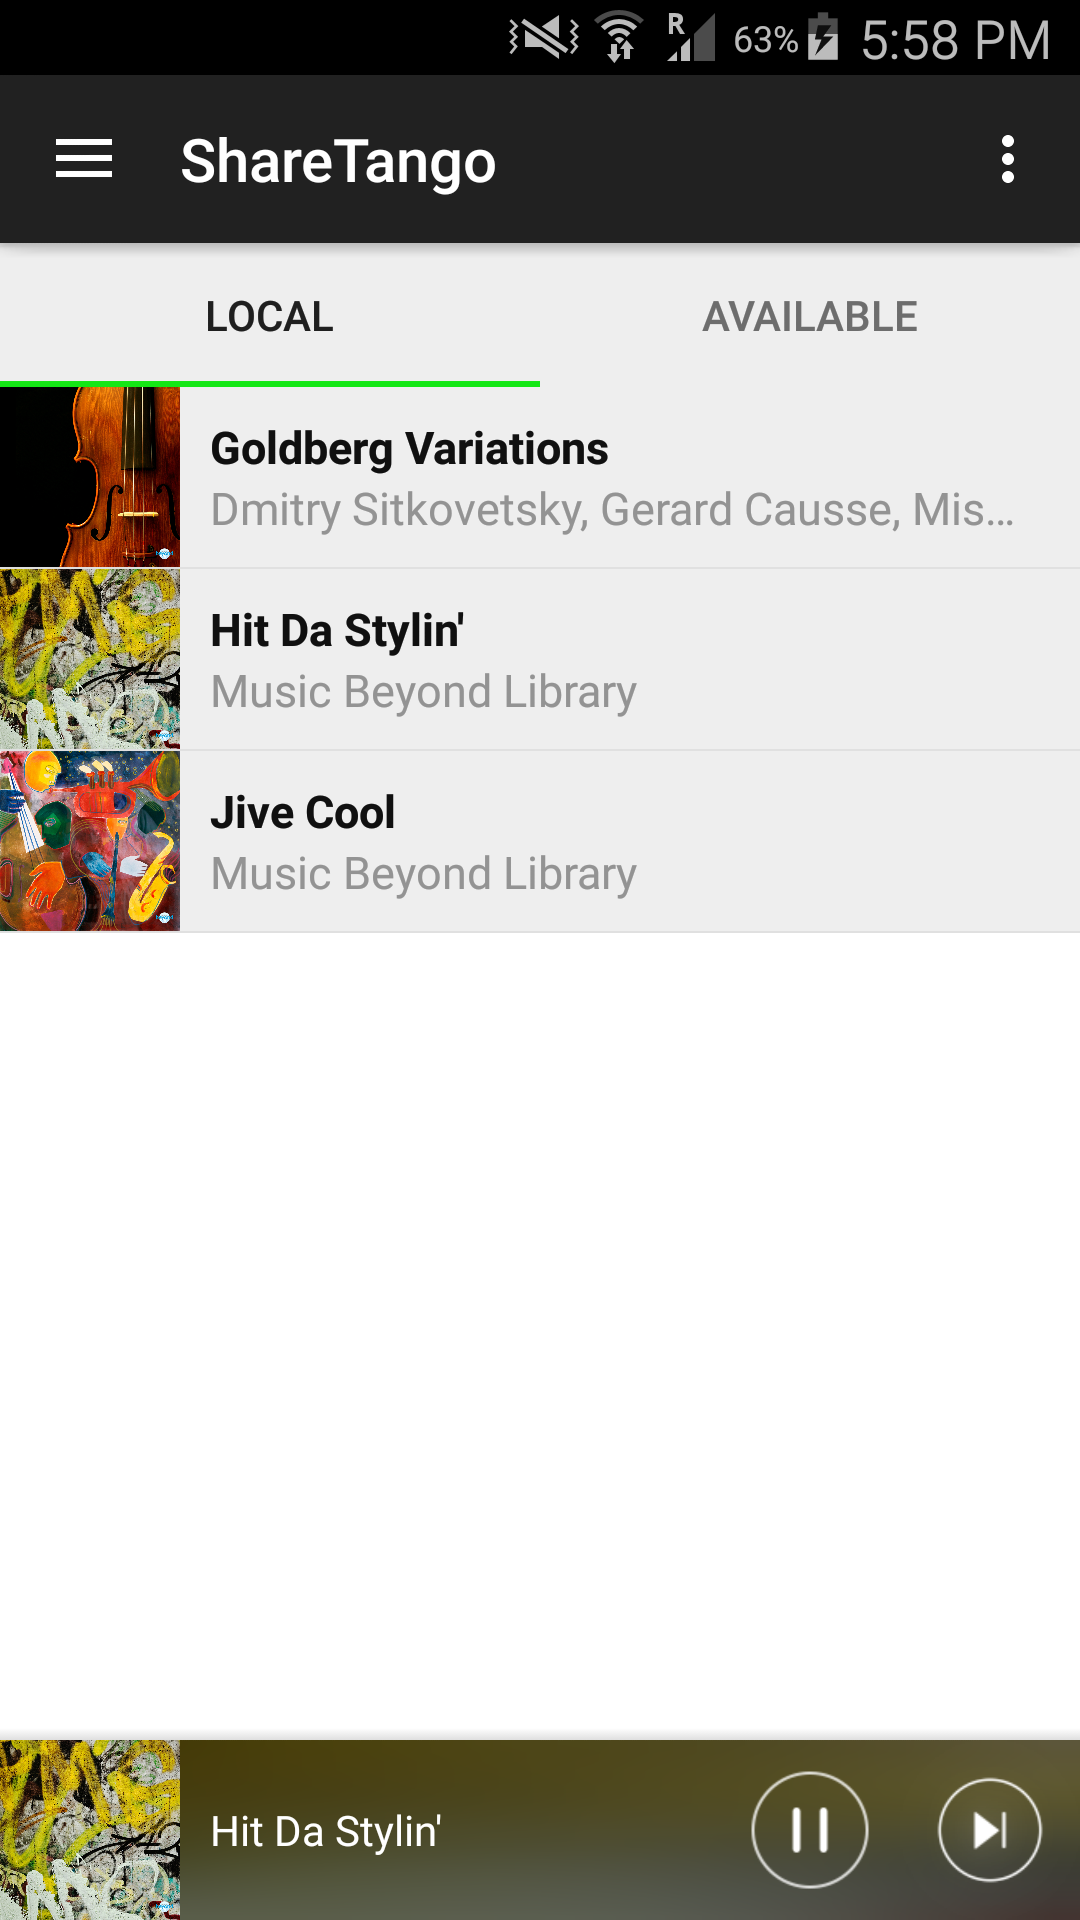 R 63% 5:58 PM
ShareTango
LOCAL AVAILABLE
Goldberg Variations
Dmitry Sitkovetsky, Gerard Causse, Mis...
Hit Da Stylin'
Music Beyond Library
Jive Cool
Music Beyond Library
Hit Da Stylin'